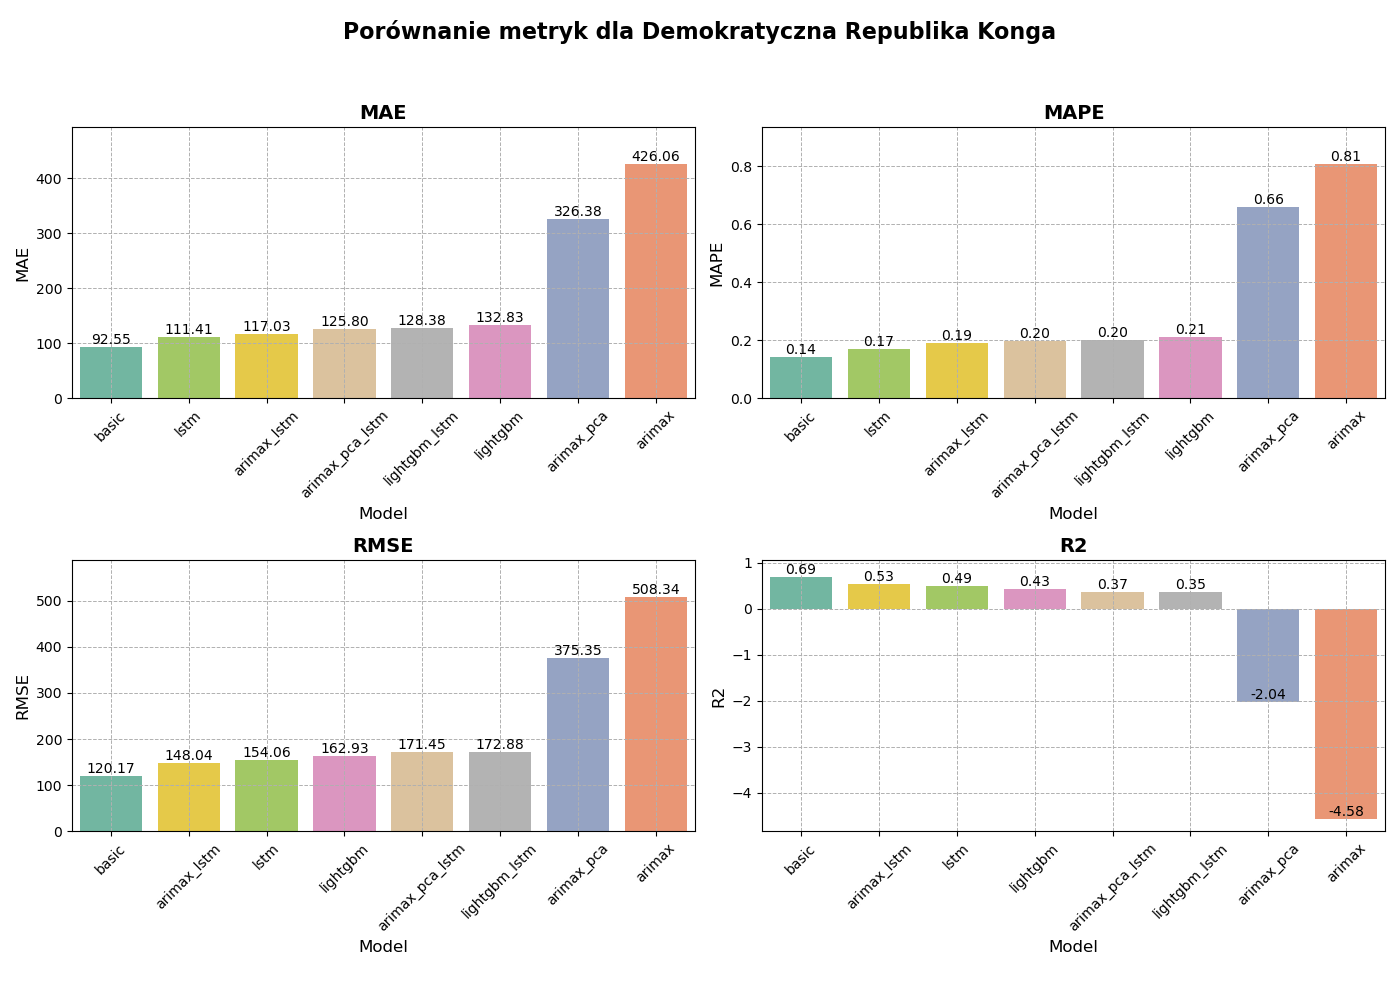 Porównanie metryk dla Demokratyczna Republika Konga
MAE
MAE
400
300
200
100
0
92.55
111.41
117.03
125.80
128.38
132.83
326.38
426.06
basic
lstm
arimax_lstm
arimax_pca_lstm
lightgbm_lstm
lightgbm
arimax_pca
arimax
Model
MAPE
MAPE
0.8
0.6
0.4
0.2
0.0
0.14
0.17
0.19
0.20
0.20
0.21
0.66
0.81
basic
lstm
arimax_lstm
arimax_pca_lstm
lightgbm_lstm
lightgbm
arimax_pca
arimax
Model
RMSE
RMSE
500
400
300
200
100
0
120.17
148.04
154.06
162.93
171.45
172.88
375.35
508.34
basic
arimax_lstm
lstm
lightgbm
arimax_pca_lstm
lightgbm_lstm
arimax_pca
arimax
Model
R2
R2
1
0
−1
−2
−3
−4
0.69
0.53
0.49
0.43
0.37
0.35
-2.04
-4.58
basic
arimax_lstm
lstm
lightgbm
arimax_pca_lstm
lightgbm_lstm
arimax_pca
arimax
Model